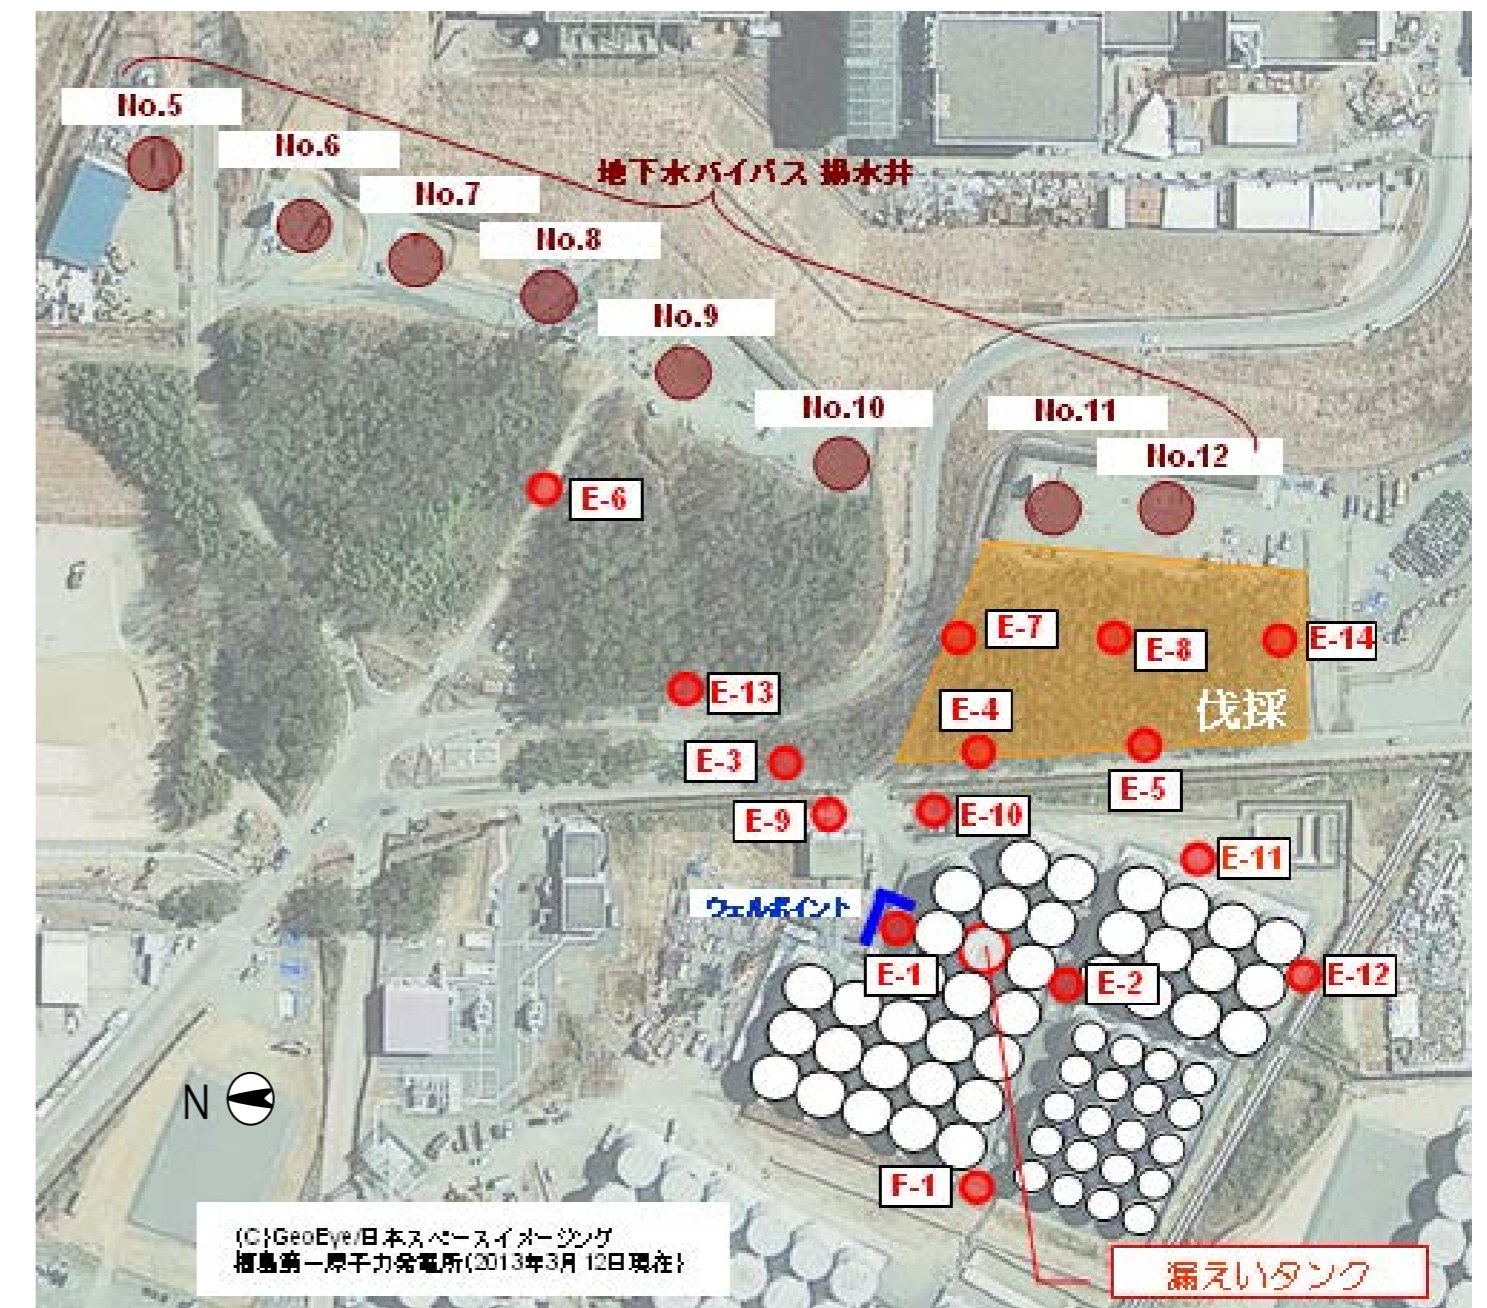 No.5
No.6
No.7
地下水バイパス 揚水井
No.8
No.9
No.10
No.11
No.12
E-6
E-7
E-8
E-14
E-13
伐採
E-4
E-3
E-5
E-9
E-10
E-11
ウェルポイント
E-1
E-2
E-12
N
F-1
(C)GeoEye/日本スペースイメージング
福島第一原子力発電所(2013年3月12日現在)
漏えいタンク